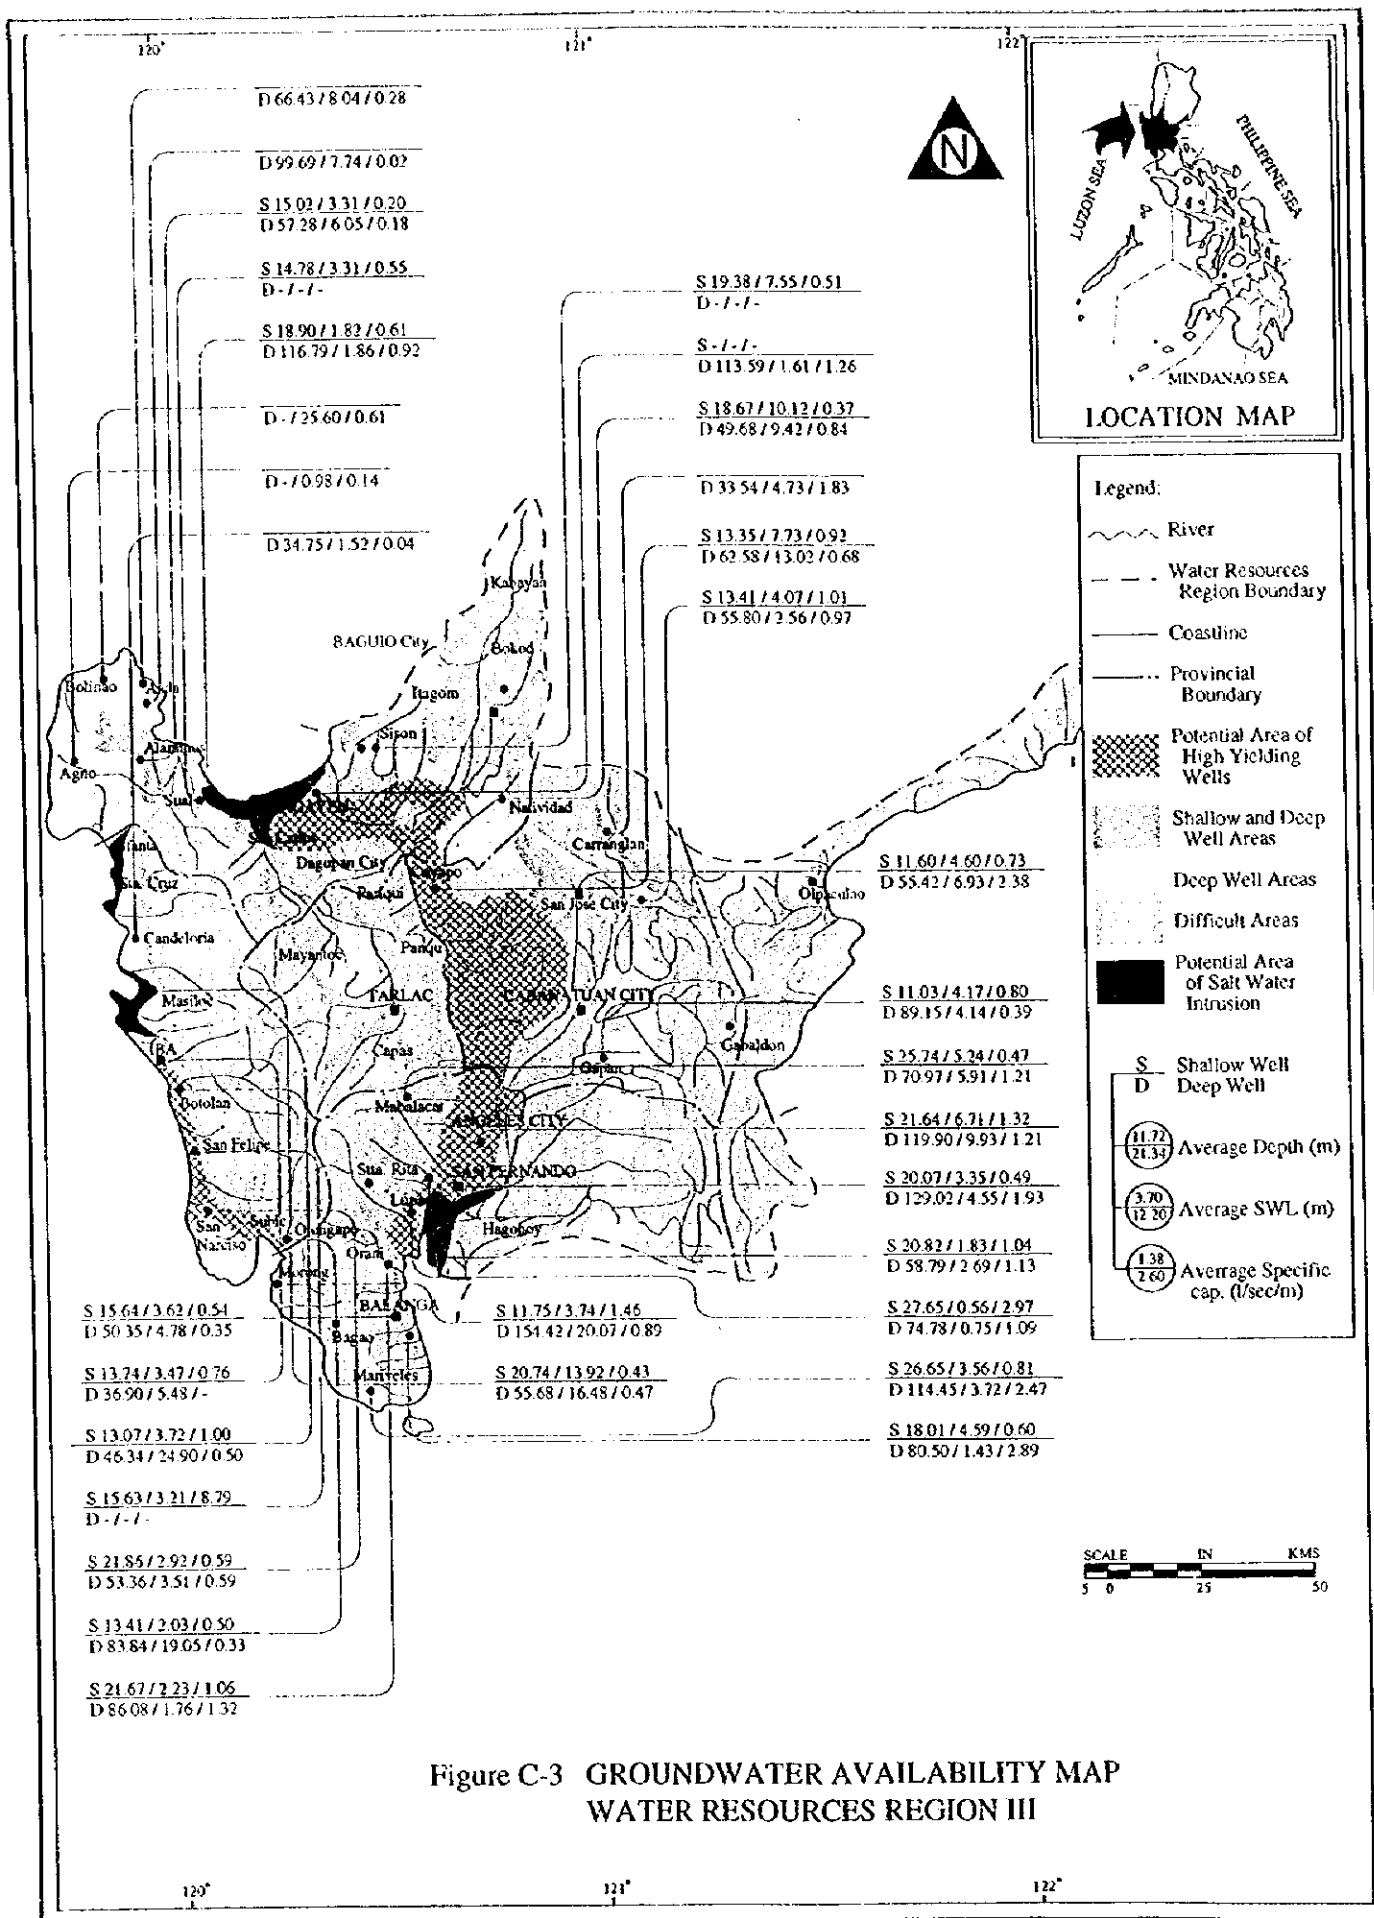 120°
121°
122°
D 66.43 / 8.04 / 0.28
D 99.69 / 7.74 / 0.02
S 15.02 / 3.31 / 0.20
D 57.28 / 6.05 / 0.18
S 14.78 / 3.31 / 0.55
D - / - / -
S 18.90 / 1.82 / 0.61
D 116.79 / 1.86 / 0.92
D - / 25.60 / 0.61
D - / 0.98 / 0.14
D 34.75 / 1.52 / 0.04
S 19.38 / 7.55 / 0.51
D - / - / -
S - / - / -
D 113.59 / 1.61 / 1.26
S 18.67 / 10.12 / 0.37
D 49.68 / 9.42 / 0.84
D 33.54 / 4.73 / 1.83
S 13.35 / 7.73 / 0.92
D 62.58 / 13.02 / 0.68
S 13.41 / 4.07 / 1.01
D 55.80 / 2.56 / 0.97
N
LUZON SEA
PHILIPPINE SEA
MINDANAO SEA
LOCATION MAP
Legend:
River
Water Resources
Region Boundary
Coastline
Provincial
Boundary
Potential Area of
High Yielding
Wells
Shallow and Deep
Well Areas
Deep Well Areas
Difficult Areas
Potential Area
of Salt Water
Intrusion
S Shallow Well
D Deep Well
11.72
21.34
Average Depth (m)
3.70
12.20
Average SWL (m)
1.38
2.60
Averrage Specific
cap. (l/sec/m)
Kabayan
BAGUIO City
Bokod
Itagom
Bolinao
Sison
Alaminos
Agno
Sual
Natividad
San Carlos
Carranglan
Dagupan City
Infanta
Cuyapo
Sta. Cruz
San Jose City
Dipaculao
Candeloria
Mayantoc
Paniqu
Masiloc
TARLAC
CABANATUAN CITY
Gabaldon
IBA
Capas
Gapan
Botolan
Mabalacat
ANGELES CITY
San Felipe
Sua. Rita
SAN FERNANDO
San
Narciso
Subic
Olongapo
Hagonoy
Orani
Morong
BALANGA
Bagac
Mariveles
S 11.60 / 4.60 / 0.73
D 55.42 / 6.93 / 2.38
S 11.03 / 4.17 / 0.80
D 89.15 / 4.14 / 0.39
S 25.74 / 5.24 / 0.47
D 70.97 / 5.91 / 1.21
S 21.64 / 6.71 / 1.32
D 119.90 / 9.93 / 1.21
S 20.07 / 3.35 / 0.49
D 129.02 / 4.55 / 1.93
S 20.82 / 1.83 / 1.04
D 58.79 / 2.69 / 1.13
S 27.65 / 0.56 / 2.97
D 74.78 / 0.75 / 1.09
S 26.65 / 3.56 / 0.81
D 114.45 / 3.72 / 2.47
S 18.01 / 4.59 / 0.60
D 80.50 / 1.43 / 2.89
S 11.75 / 3.74 / 1.46
D 154.42 / 20.07 / 0.89
S 20.74 / 13.92 / 0.43
D 55.68 / 16.48 / 0.47
S 15.64 / 3.62 / 0.54
D 50.35 / 4.78 / 0.35
S 13.74 / 3.47 / 0.76
D 36.90 / 5.48 / -
S 13.07 / 3.72 / 1.00
D 46.34 / 24.90 / 0.50
S 15.63 / 3.21 / 8.79
D - / - / -
S 21.85 / 2.92 / 0.59
D 53.36 / 3.51 / 0.59
S 13.41 / 2.03 / 0.50
D 83.84 / 19.05 / 0.33
S 21.67 / 2.23 / 1.06
D 86.08 / 1.76 / 1.32
SCALE IN KMS
5 0 25 50
Figure C-3 GROUNDWATER AVAILABILITY MAP
WATER RESOURCES REGION III
120°
121°
122°